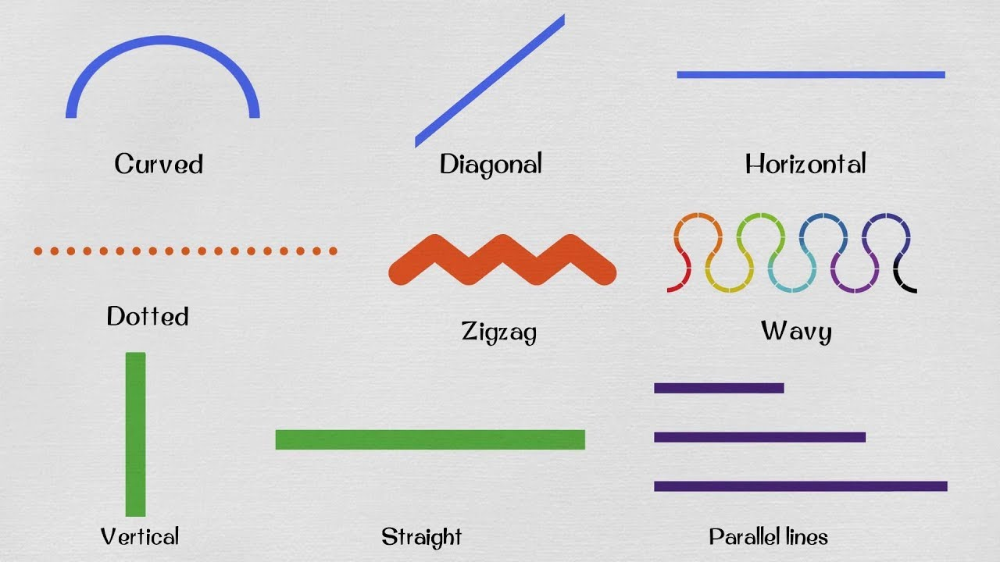 Curved
Diagonal
Horizontal
Dotted
Zigzag
Wavy
Vertical
Straight
Parallel lines